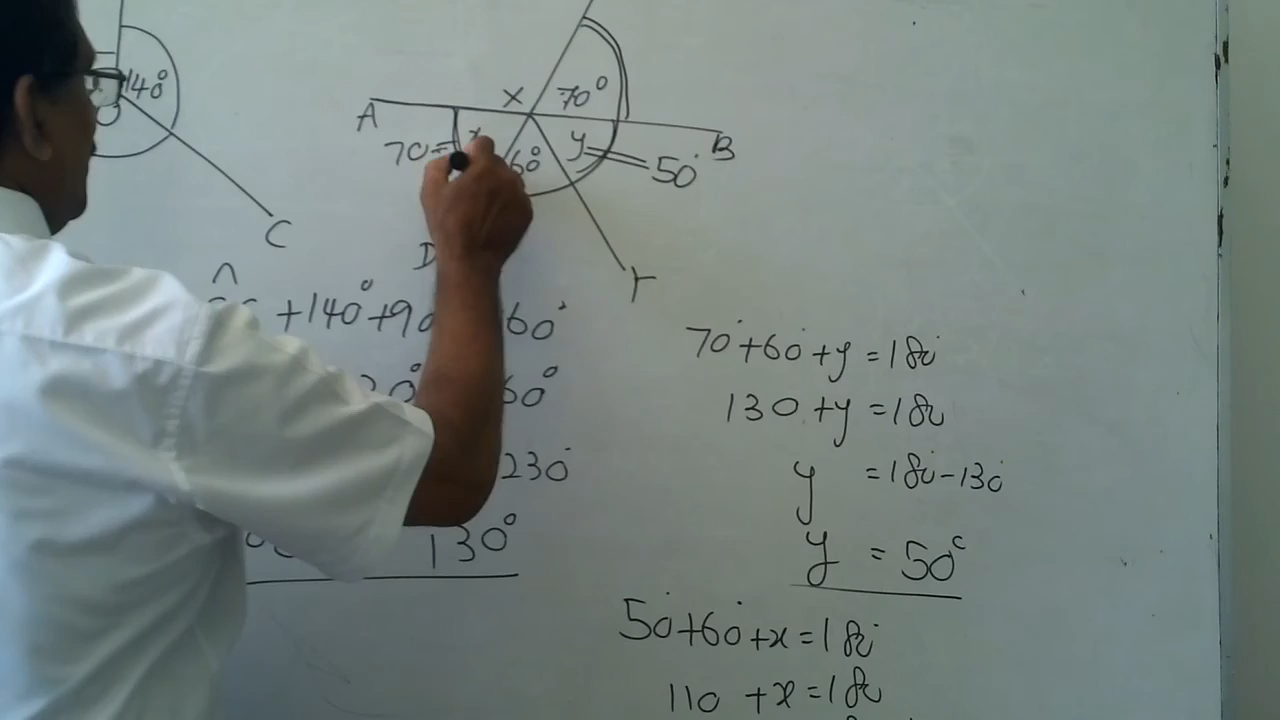 140°
X
70°
A
B
70=
x
60°
y
50°
C
D
Y
+140°+90
60°
60°
230°
130°
70°+60°+y=180°
130+y=180
y =180°-130°
y = 50°
50°+60°+x=180°
110 +x=180